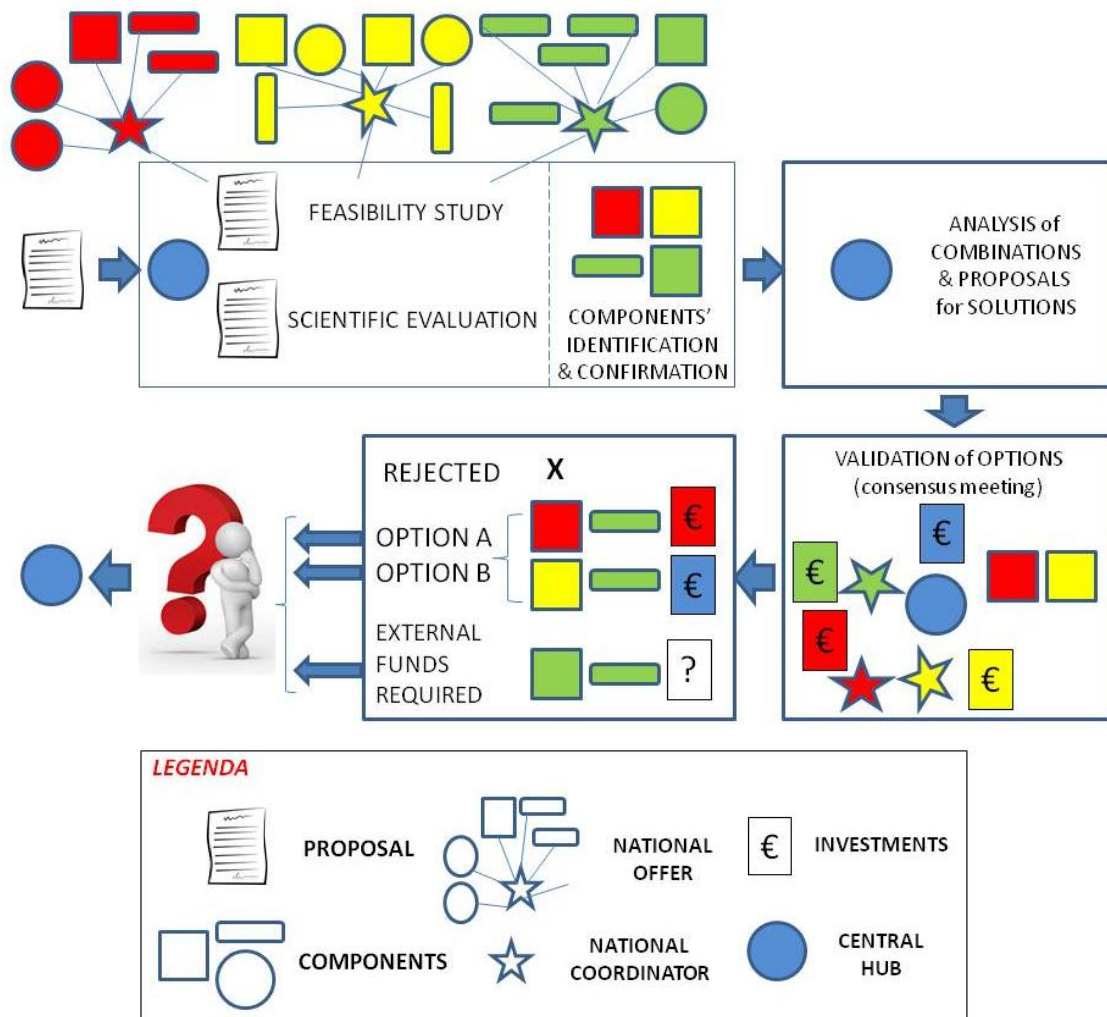 FEASIBILITY STUDY
SCIENTIFIC EVALUATION
COMPONENTS'
IDENTIFICATION
& CONFIRMATION
ANALYSIS of
COMBINATIONS
& PROPOSALS
for SOLUTIONS
VALIDATION of OPTIONS
(consensus meeting)
€
€
€
€
REJECTED X
OPTION A €
OPTION B €
EXTERNAL
FUNDS ?
REQUIRED
LEGENDA
PROPOSAL
NATIONAL
OFFER
€ INVESTMENTS
COMPONENTS
NATIONAL
COORDINATOR
CENTRAL
HUB